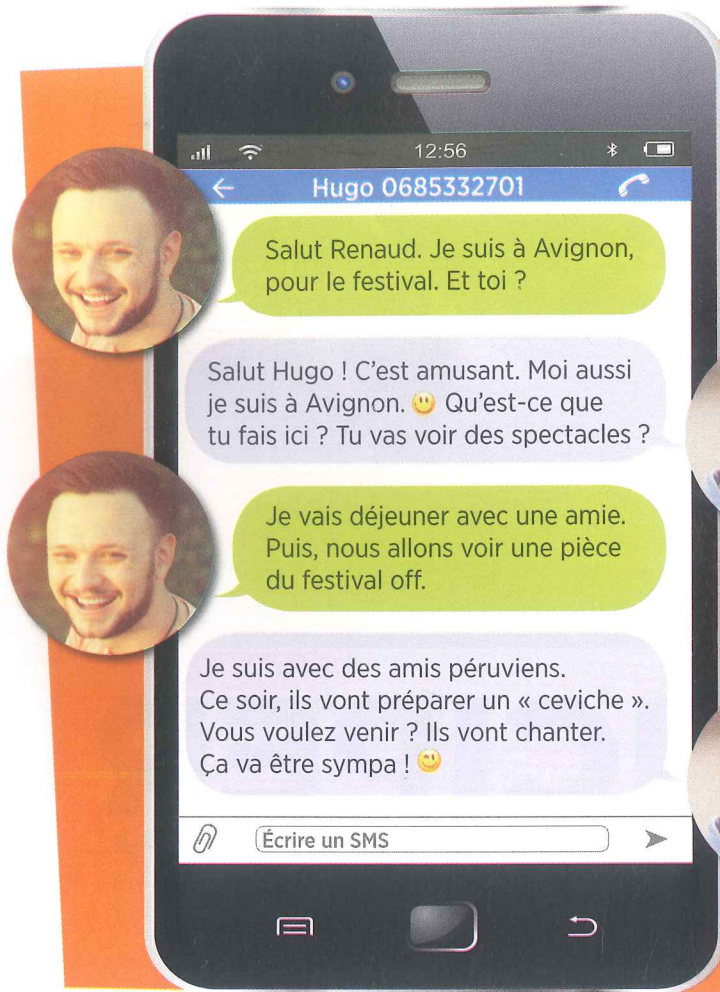 12:56
Hugo 0685332701
Salut Renaud. Je suis à Avignon,
pour le festival. Et toi ?
Salut Hugo ! C'est amusant. Moi aussi
je suis à Avignon. 🙂 Qu'est-ce que
tu fais ici ? Tu vas voir des spectacles ?
Je vais déjeuner avec une amie.
Puis, nous allons voir une pièce
du festival off.
Je suis avec des amis péruviens.
Ce soir, ils vont préparer un « ceviche ».
Vous voulez venir ? Ils vont chanter.
Ça va être sympa ! 😉
Écrire un SMS